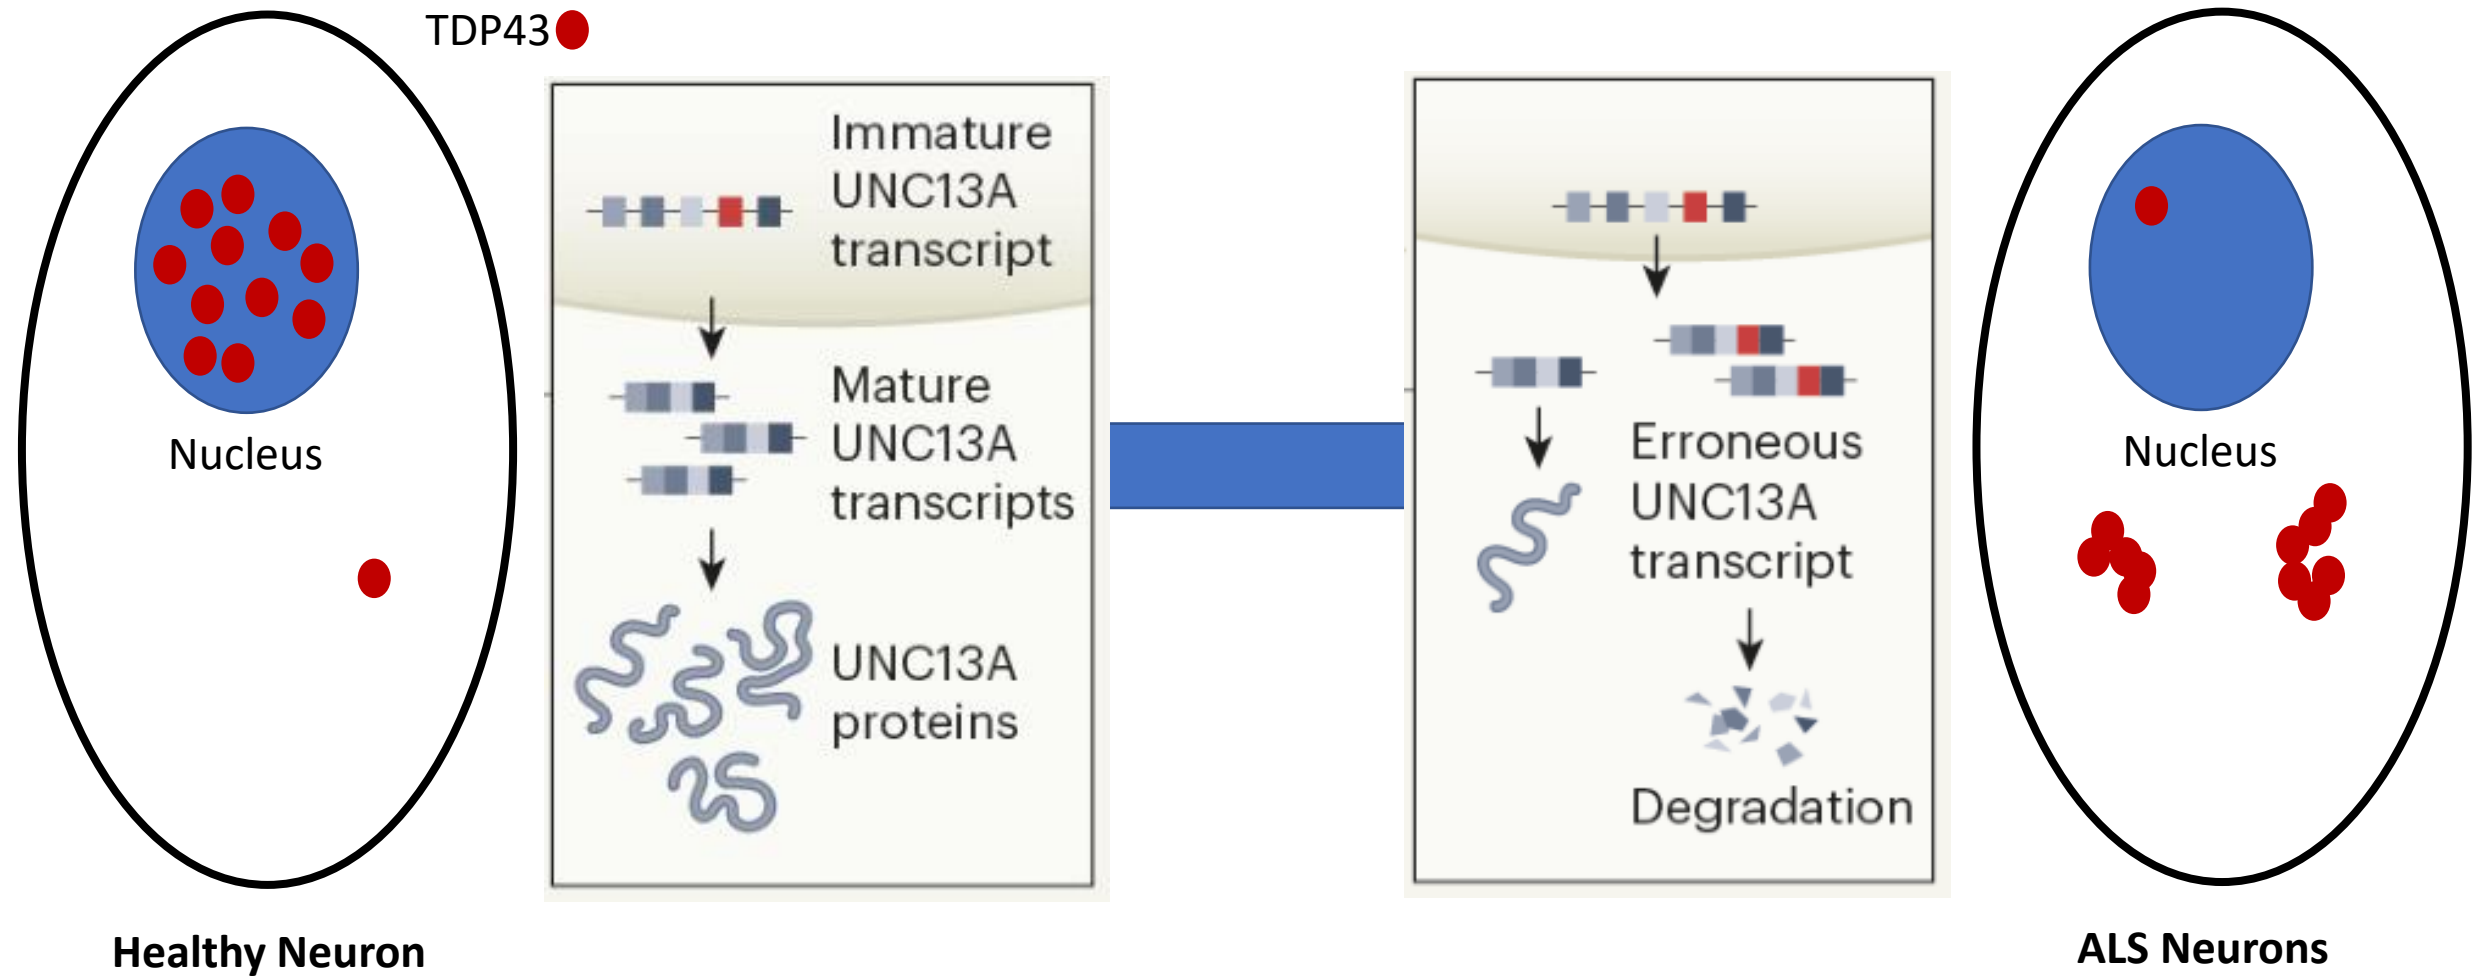 TDP43
Immature
UNC13A
transcript
Mature
UNC13A
transcripts
UNC13A
proteins
Nucleus
Healthy Neuron
Erroneous
UNC13A
transcript
Degradation
Nucleus
ALS Neurons